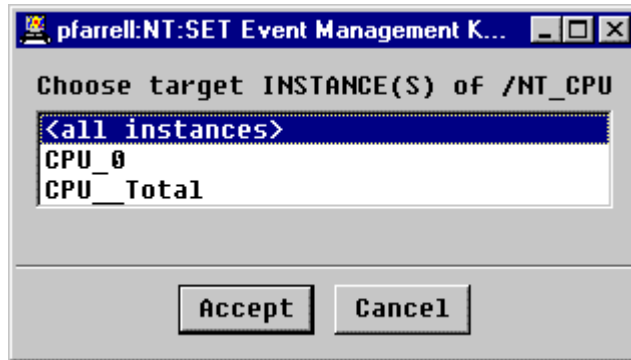 pfarrell:NT:SET Event Management K...
Choose target INSTANCE(S) of /NT_CPU
<all instances>
CPU_0
CPU__Total
Accept Cancel